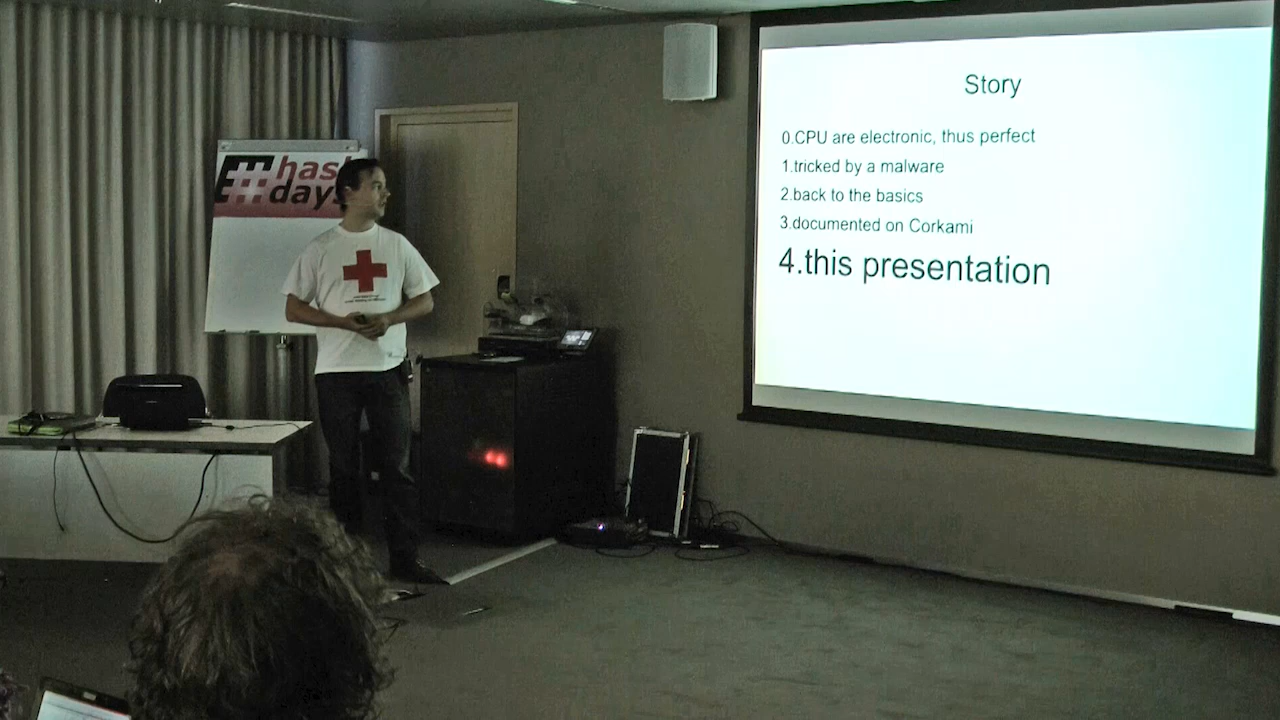 hash
days
Story
0.CPU are electronic, thus perfect
1.tricked by a malware
2.back to the basics
3.documented on Corkami
4.this presentation